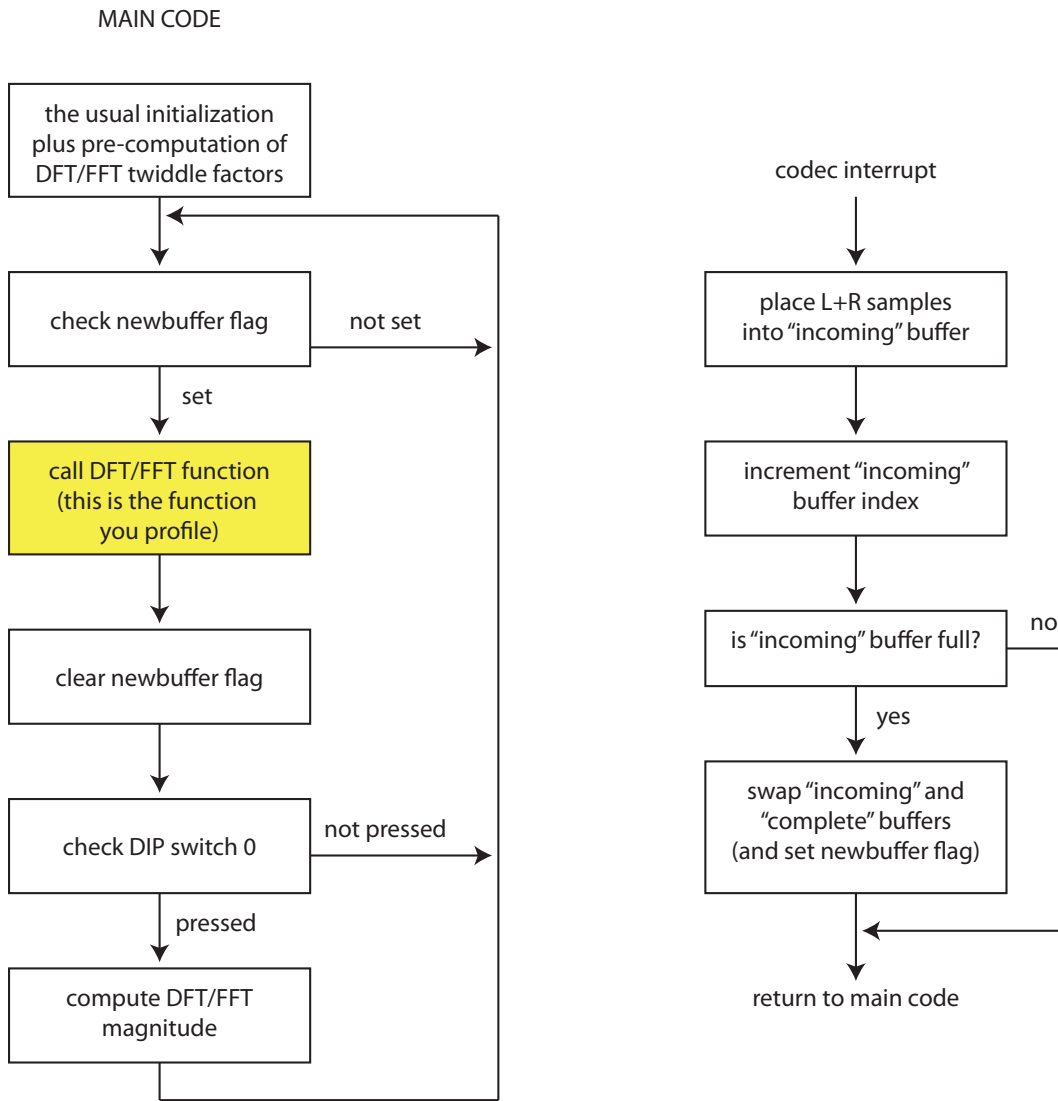 MAIN CODE
the usual initialization
plus pre-computation of
DFT/FFT twiddle factors
check newbuffer flag
not set
set
call DFT/FFT function
(this is the function
you profile)
clear newbuffer flag
check DIP switch 0
not pressed
pressed
compute DFT/FFT
magnitude
codec interrupt
place L+R samples
into “incoming” buffer
increment “incoming”
buffer index
is “incoming” buffer full?
no
yes
swap “incoming” and
“complete” buffers
(and set newbuffer flag)
return to main code